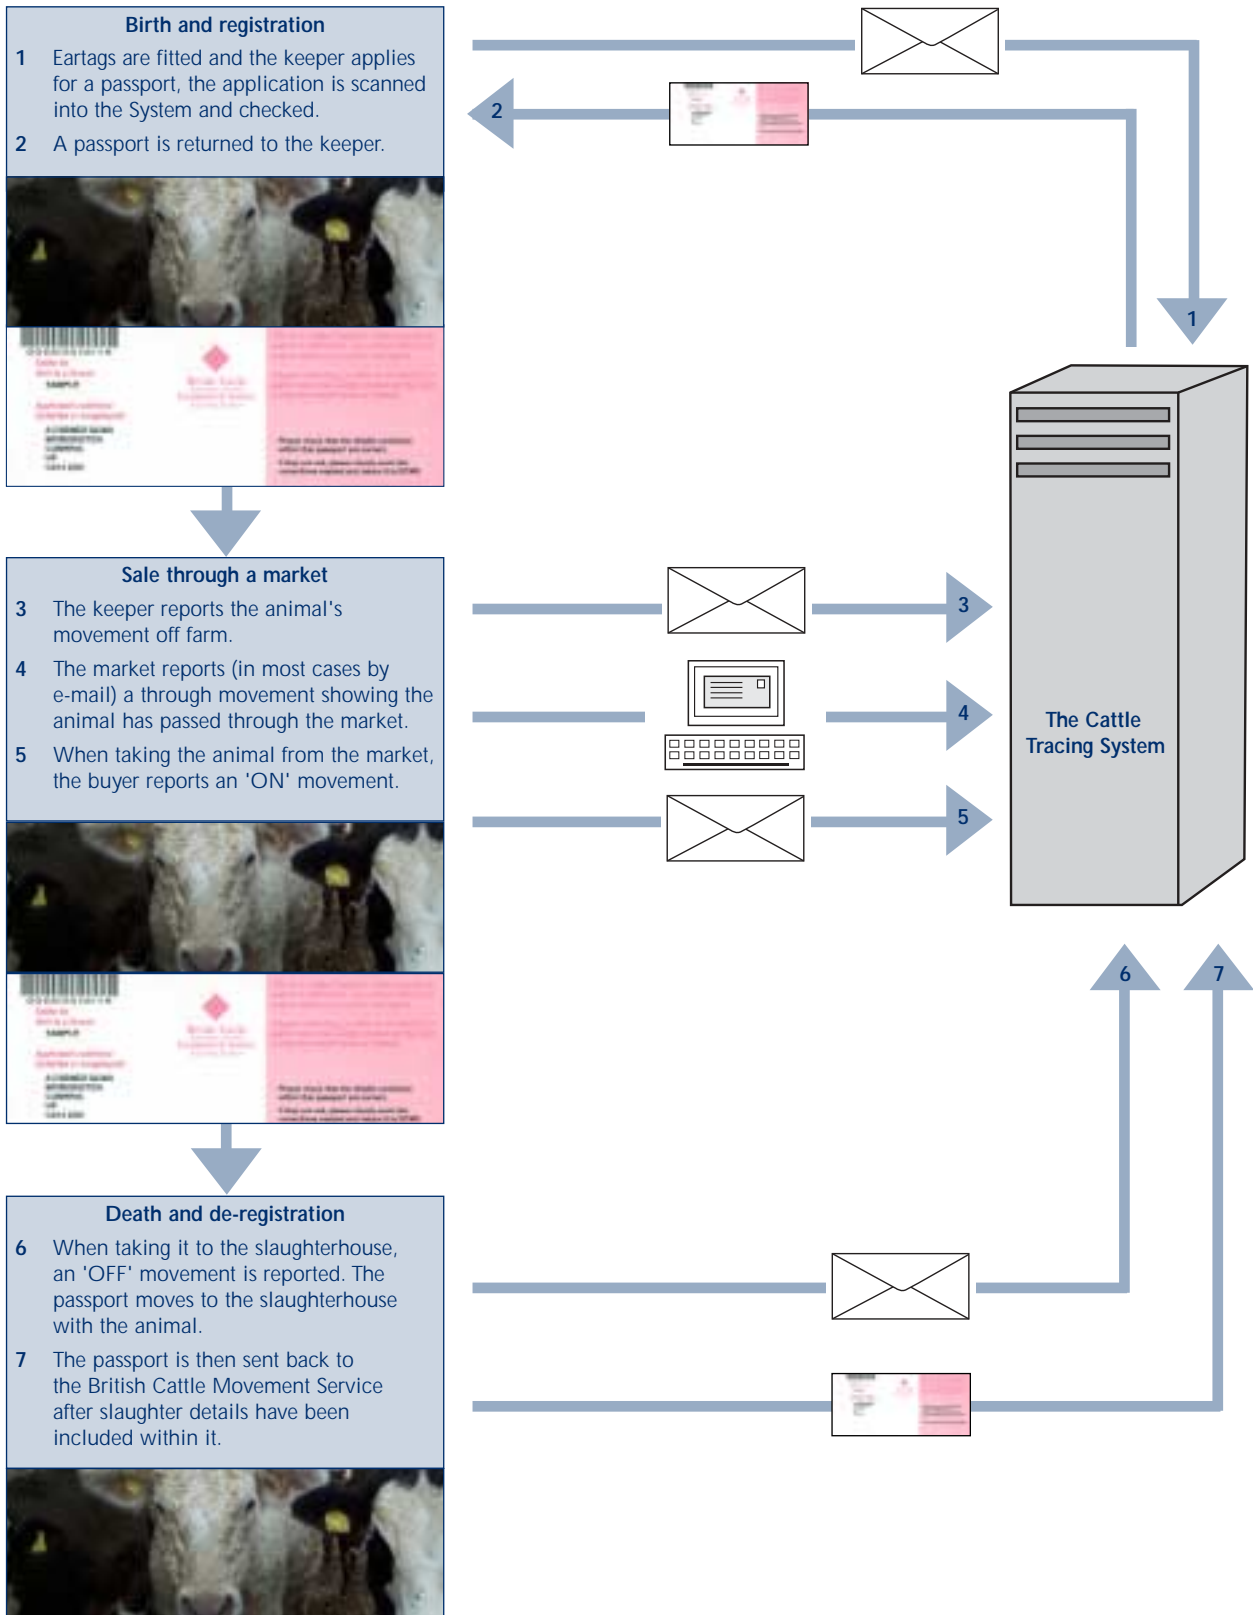 Birth and registration
1 Eartags are fitted and the keeper applies
for a passport, the application is scanned
into the System and checked.
2 A passport is returned to the keeper.
2
1
Sale through a market
3 The keeper reports the animal's
movement off farm.
4 The market reports (in most cases by
e-mail) a through movement showing the
animal has passed through the market.
5 When taking the animal from the market,
the buyer reports an 'ON' movement.
3
4
5
The Cattle
Tracing System
6
7
Death and de-registration
6 When taking it to the slaughterhouse,
an 'OFF' movement is reported. The
passport moves to the slaughterhouse
with the animal.
7 The passport is then sent back to
the British Cattle Movement Service
after slaughter details have been
included within it.